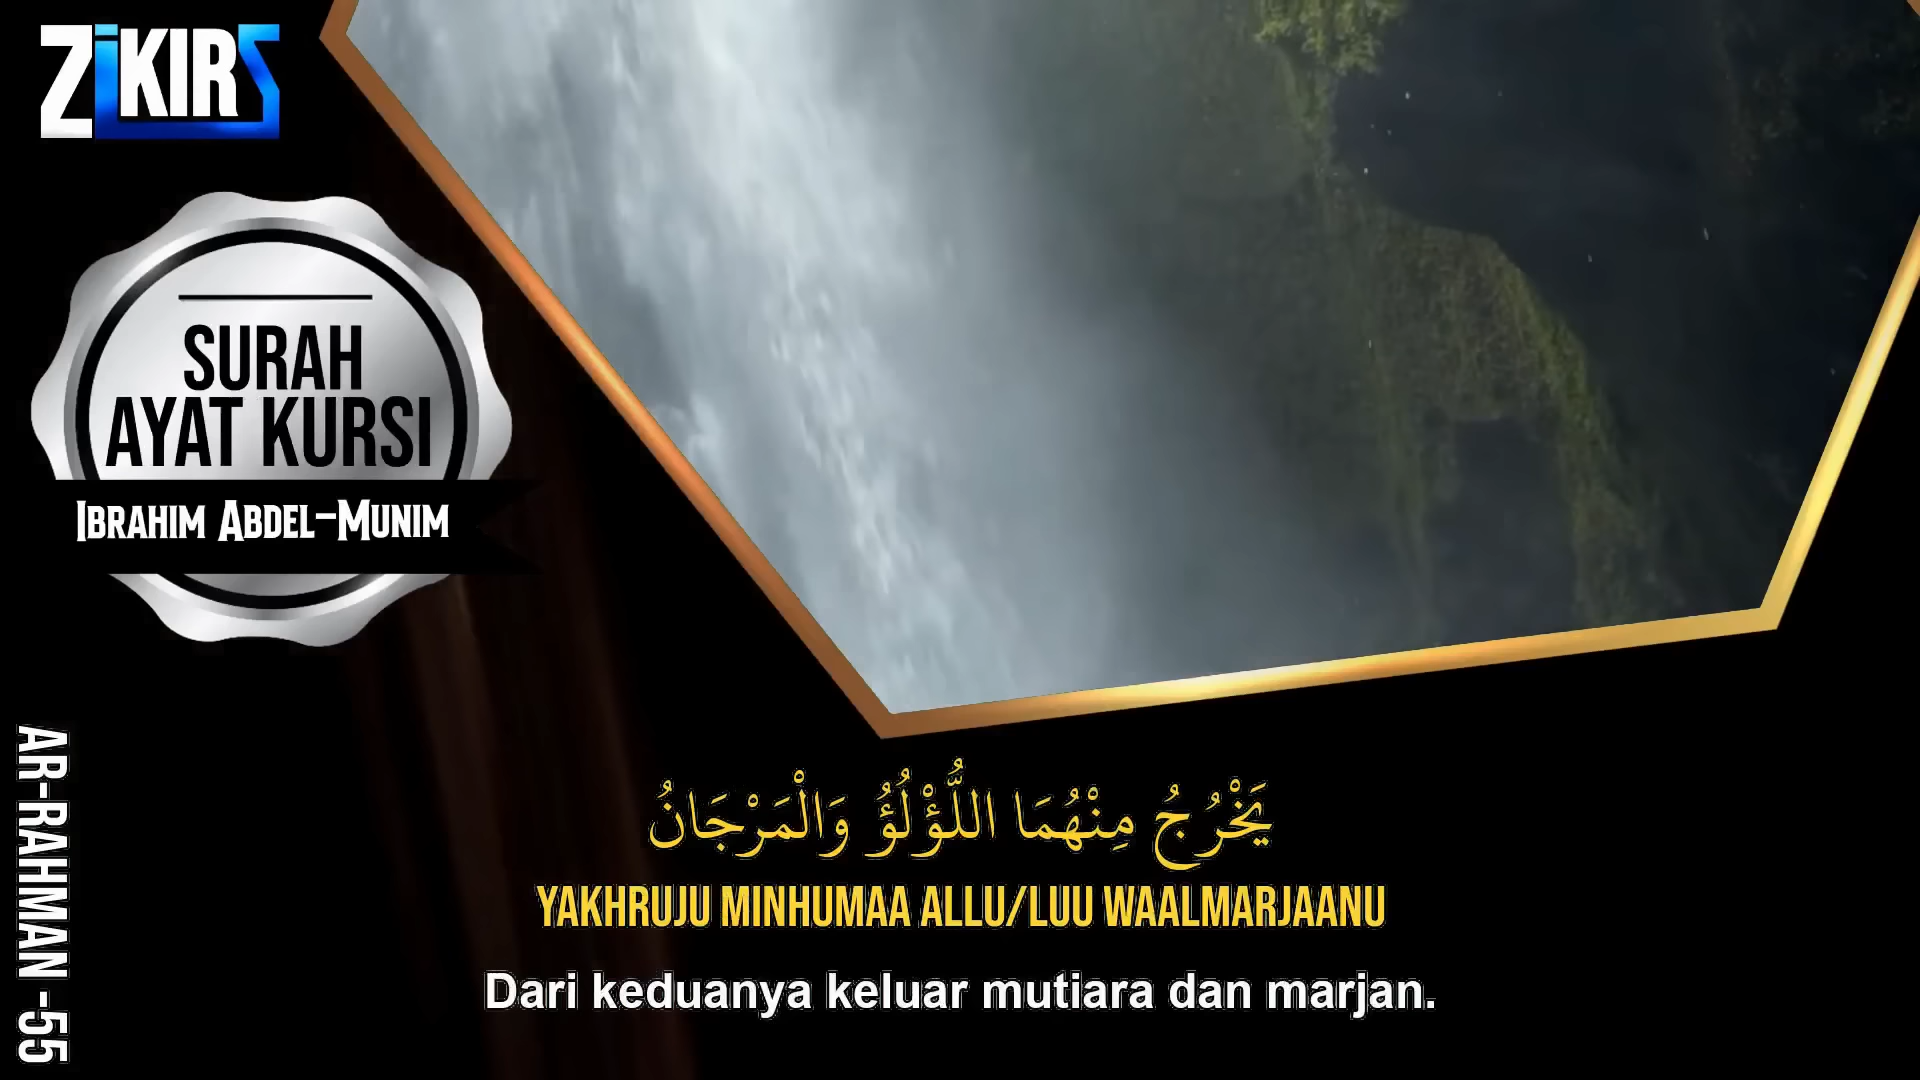 ZiKIRS
SURAH
AYAT KURSI
IBRAHIM ABDEL-MUNIM
AR-RAHMAN -55
يَخْرُجُ مِنْهُمَا اللُّؤْلُؤُ وَالْمَرْجَانُ
YAKHRUJU MINHUMAA ALLU/LUU WAALMARJAANU
Dari keduanya keluar mutiara dan marjan.